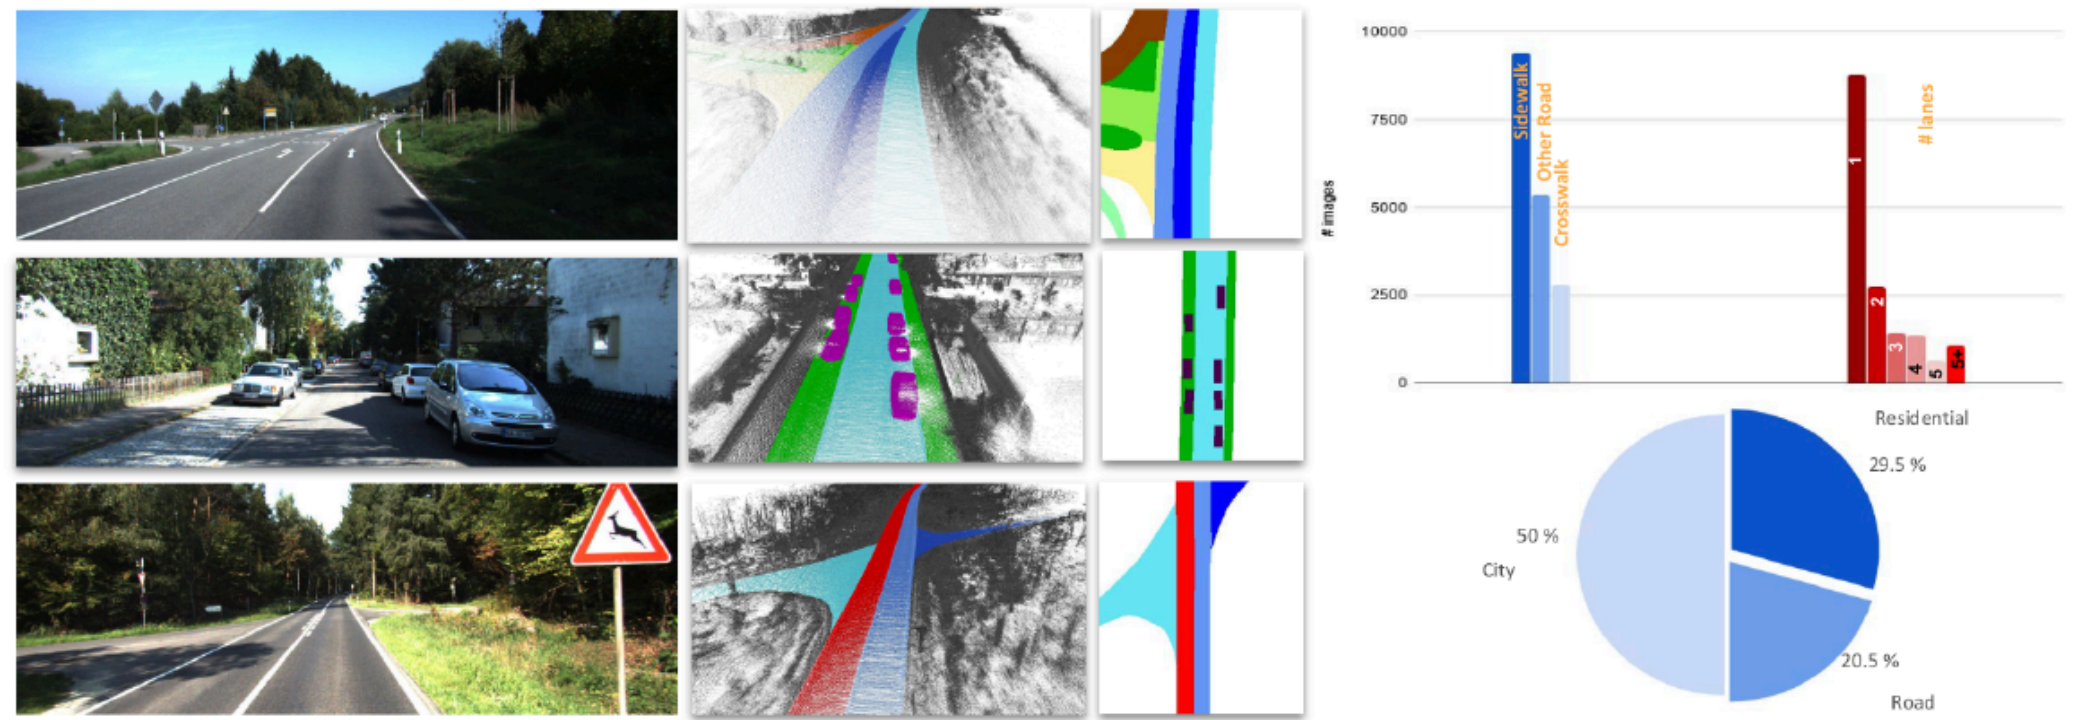 10000
7500
5000
2500
0
# images
Sidewalk
Other Road
Crosswalk
1
2
3
4
5
5+
# lanes
Residential
29.5 %
50 %
City
20.5 %
Road